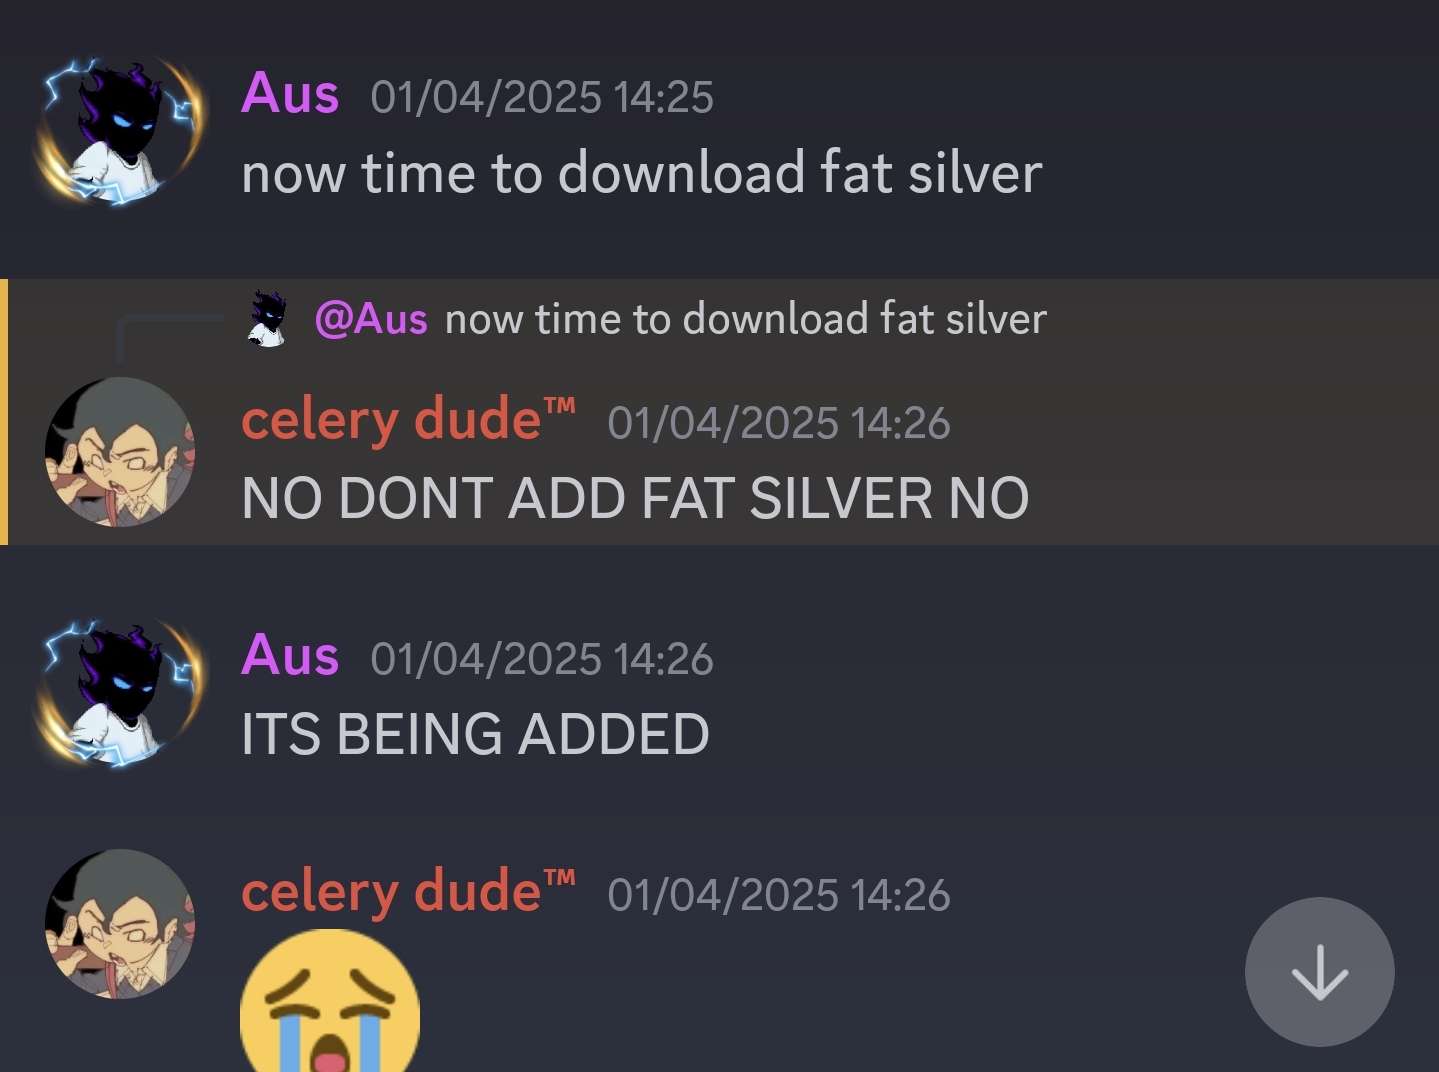 Aus 01/04/2025 14:25
now time to download fat silver
@Aus now time to download fat silver
celery dude™ 01/04/2025 14:26
NO DONT ADD FAT SILVER NO
Aus 01/04/2025 14:26
ITS BEING ADDED
celery dude™ 01/04/2025 14:26